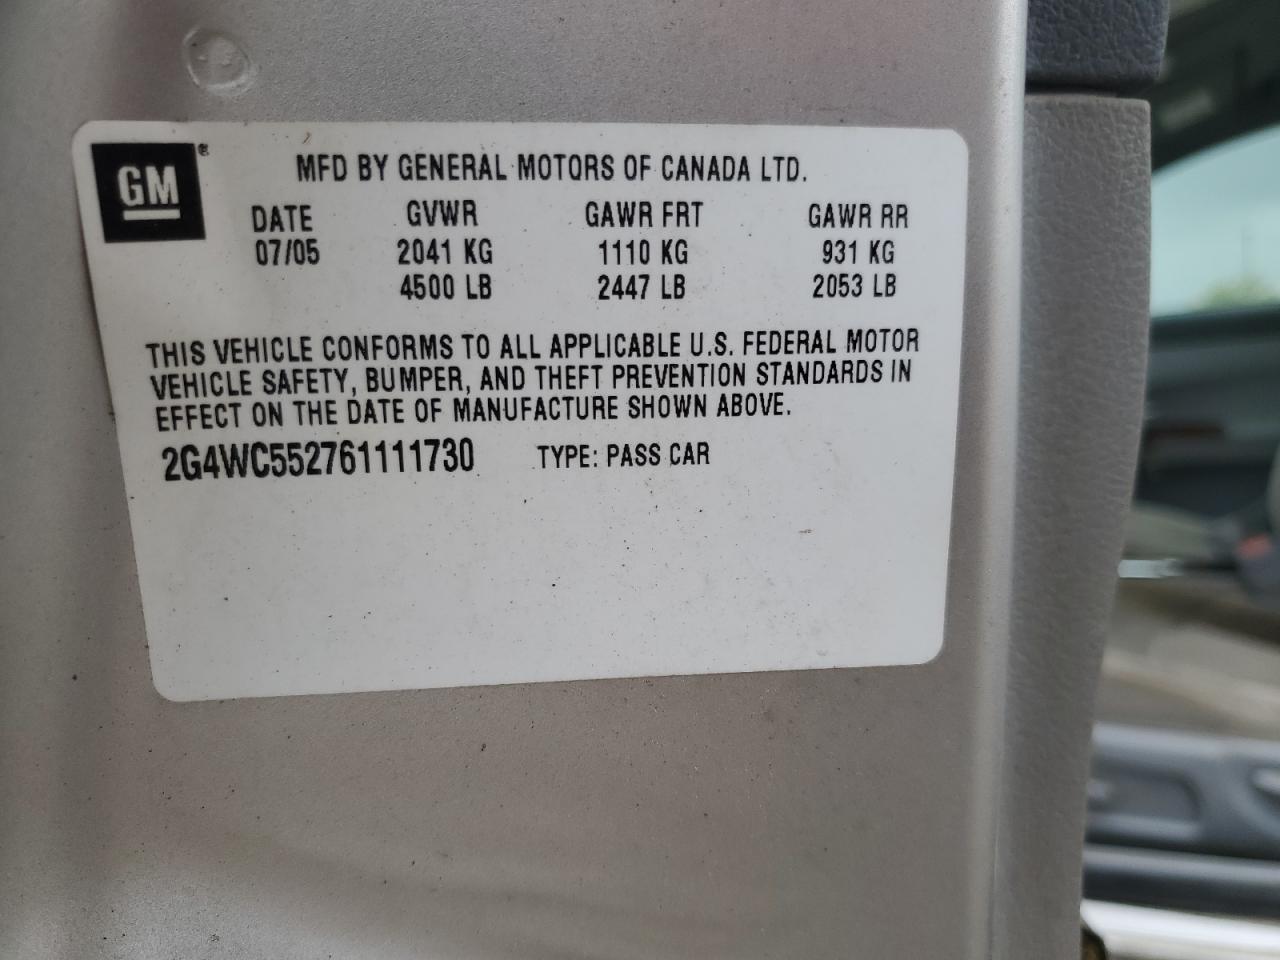 GM®
MFD BY GENERAL MOTORS OF CANADA LTD.
DATE GVWR GAWR FRT GAWR RR
07/05 2041 KG 1110 KG 931 KG
4500 LB 2447 LB 2053 LB
THIS VEHICLE CONFORMS TO ALL APPLICABLE U.S. FEDERAL MOTOR
VEHICLE SAFETY, BUMPER, AND THEFT PREVENTION STANDARDS IN
EFFECT ON THE DATE OF MANUFACTURE SHOWN ABOVE.
2G4WC552761111730 TYPE: PASS CAR